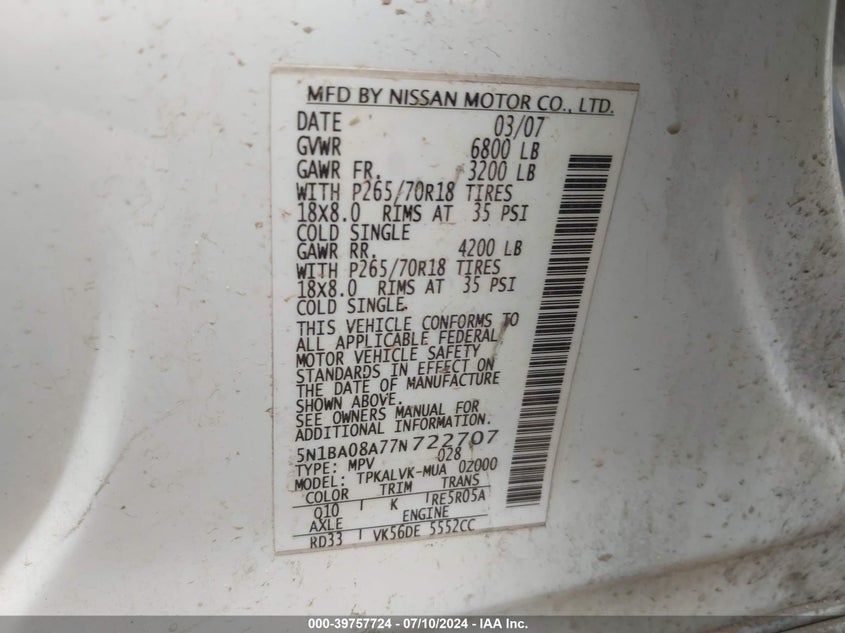 MFD BY NISSAN MOTOR CO., LTD.
DATE 03/07
GVWR 6800 LB
GAWR FR. 3200 LB
WITH P265/70R18 TIRES
18X8.0 RIMS AT 35 PSI
COLD SINGLE
GAWR RR. 4200 LB
WITH P265/70R18 TIRES
18X8.0 RIMS AT 35 PSI
COLD SINGLE.
THIS VEHICLE CONFORMS TO
ALL APPLICABLE FEDERAL
MOTOR VEHICLE SAFETY
STANDARDS IN EFFECT ON
THE DATE OF MANUFACTURE
SHOWN ABOVE.
SEE OWNERS MANUAL FOR
ADDITIONAL INFORMATION.
5N1BA08A77N722707
TYPE: MPV 028
MODEL: TPKALVK-MUA 02000
COLOR TRIM TRANS
Q10 K RE5R05A
AXLE ENGINE
RD33 VK56DE 5552CC
000-39757724 - 07/10/2024 - IAA Inc.